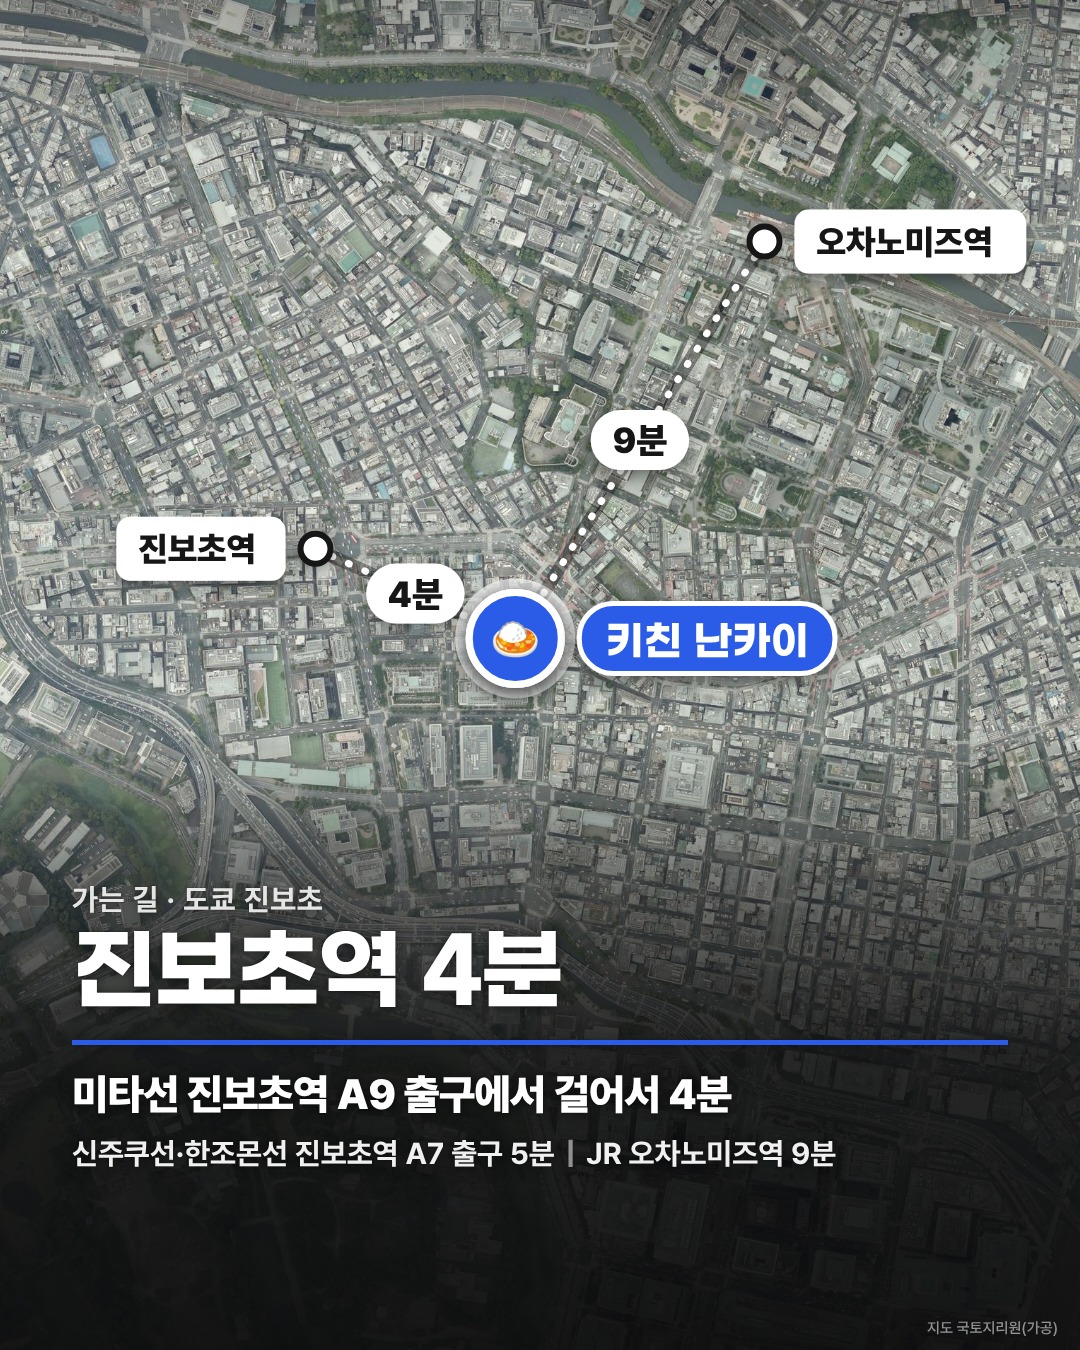 오차노미즈역
9분
진보초역
4분
키친 난카이
가는 길 · 도쿄 진보초
진보초역 4분
미타선 진보초역 A9 출구에서 걸어서 4분
신주쿠선·한조몬선 진보초역 A7 출구 5분 | JR 오차노미즈역 9분
지도 국토지리원(가공)